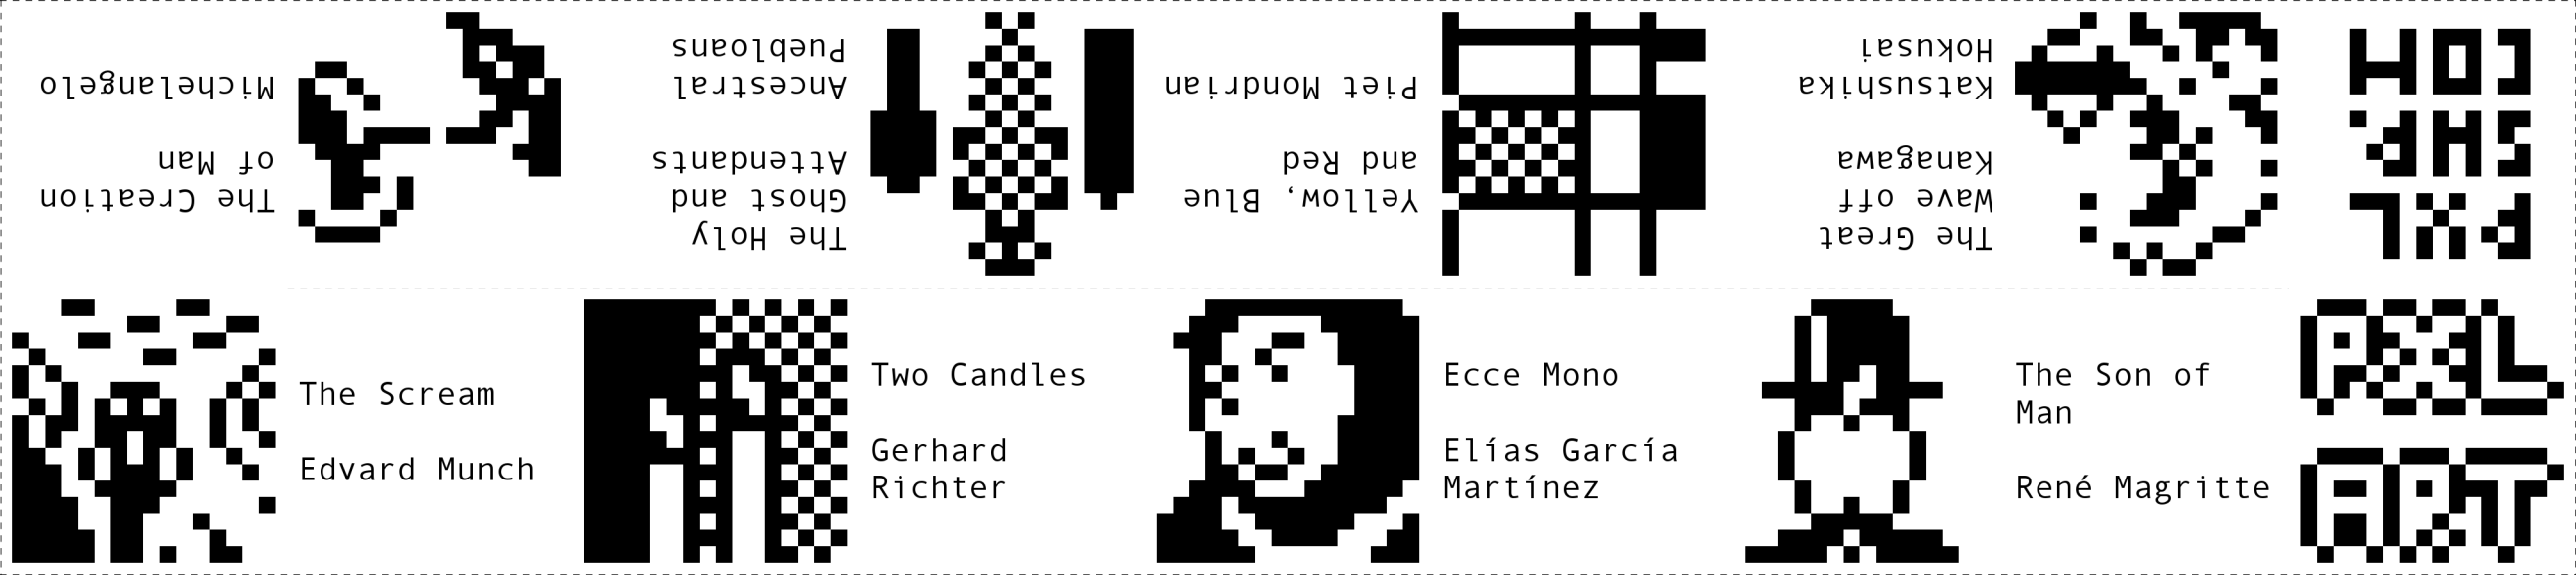 The Creation
of Man
Michelangelo
The Holy
Ghost and
Attendants
Ancestral
Puebloans
Yellow, Blue
and Red
Piet Mondrian
The Great
Wave off
Kanagawa
Katsushika
Hokusai
PXL
SHP.
COM
The Scream
Edvard Munch
Two Candles
Gerhard
Richter
Ecce Mono
Elías García
Martínez
The Son of
Man
René Magritte
PXL
ART